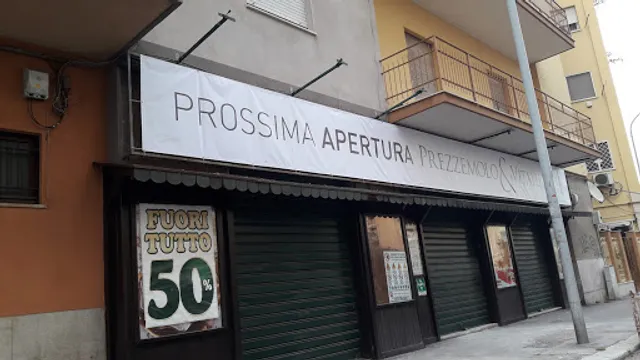 PROSSIMA APERTURA PREZZEMOLO &
FUORI
TUTTO
50%